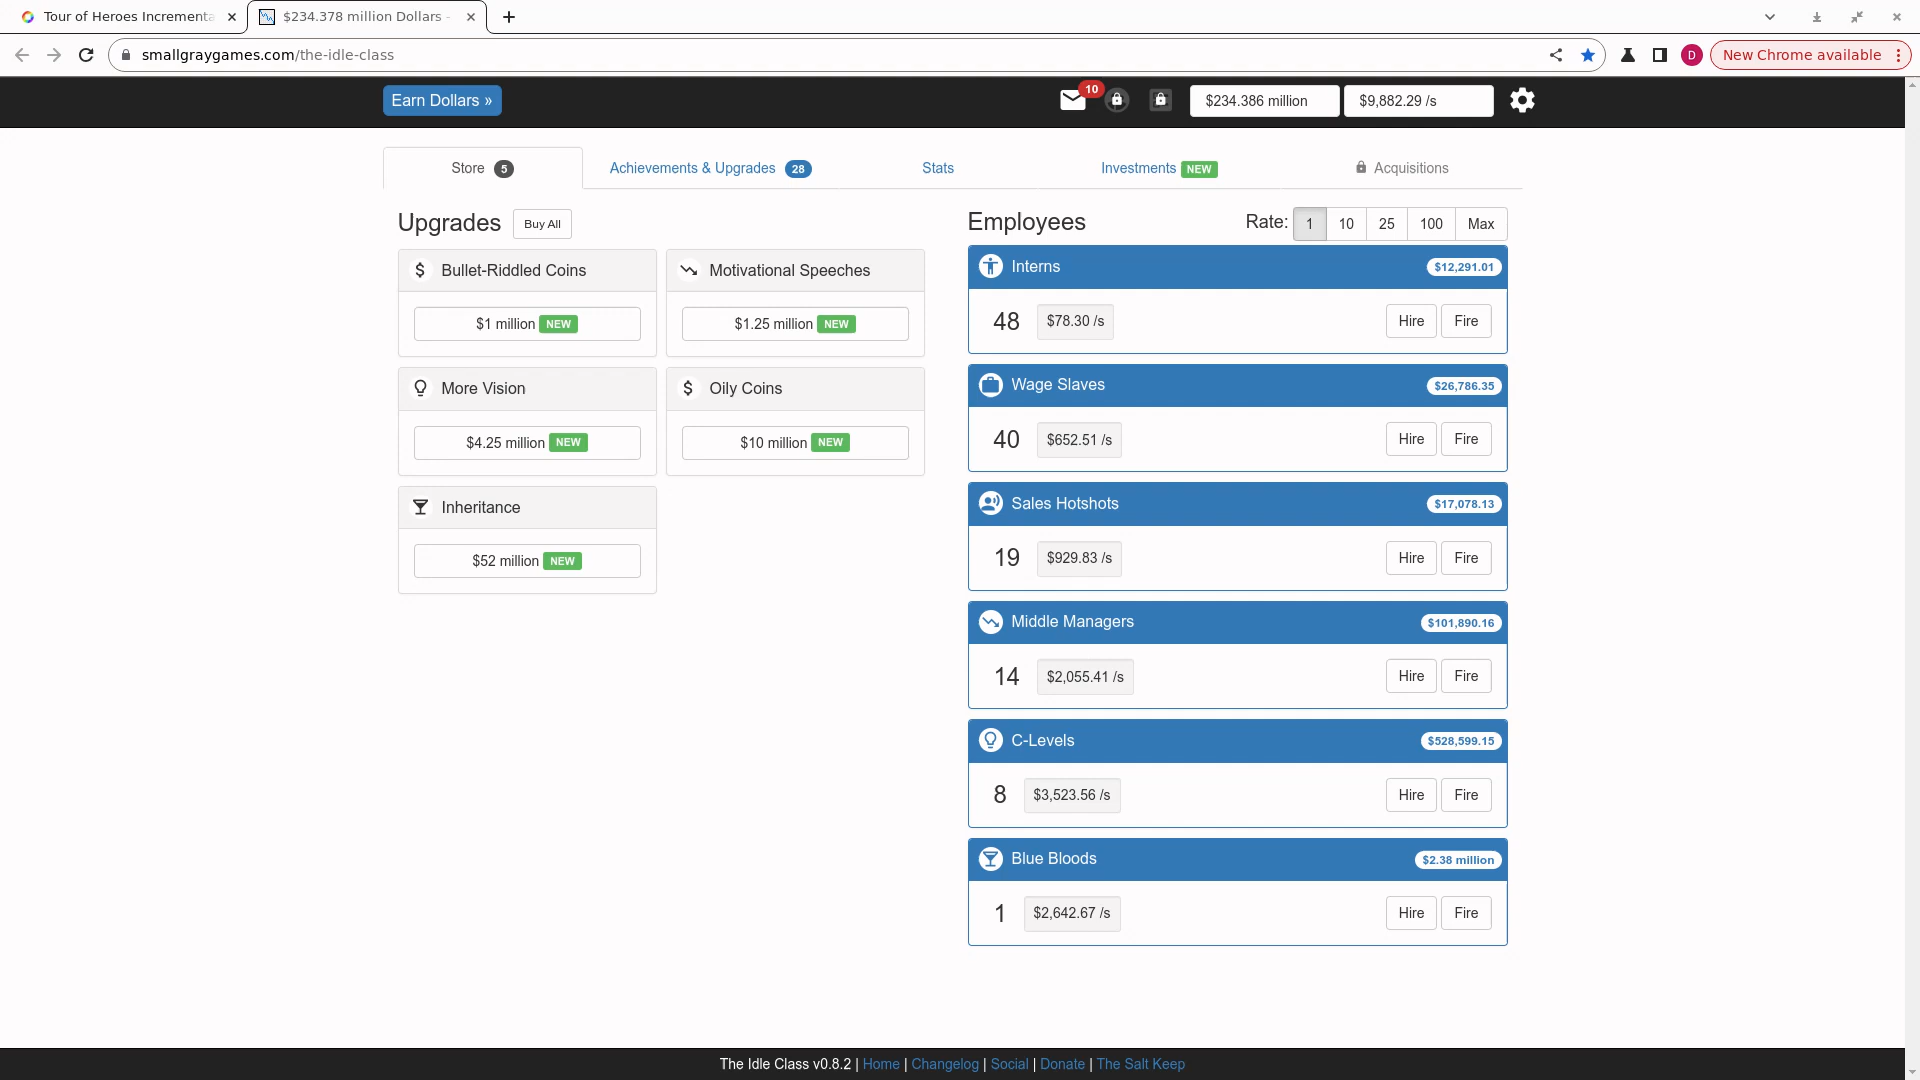 Tour of Heroes Incrementa
$234.378 million Dollars -
smallgraygames.com/the-idle-class
D
New Chrome available
Earn Dollars »
10
$234.386 million
$9,882.29 /s
Store 5
Achievements & Upgrades 28
Stats
Investments NEW
Acquisitions
Upgrades
Buy All
Bullet-Riddled Coins
$1 million NEW
Motivational Speeches
$1.25 million NEW
More Vision
$4.25 million NEW
Oily Coins
$10 million NEW
Inheritance
$52 million NEW
Employees
Rate: 1 10 25 100 Max
Interns
$12,291.01
48 $78.30 /s Hire Fire
Wage Slaves
$26,786.35
40 $652.51 /s Hire Fire
Sales Hotshots
$17,078.13
19 $929.83 /s Hire Fire
Middle Managers
$101,890.16
14 $2,055.41 /s Hire Fire
C-Levels
$528,599.15
8 $3,523.56 /s Hire Fire
Blue Bloods
$2.38 million
1 $2,642.67 /s Hire Fire
The Idle Class v0.8.2 | Home | Changelog | Social | Donate | The Salt Keep